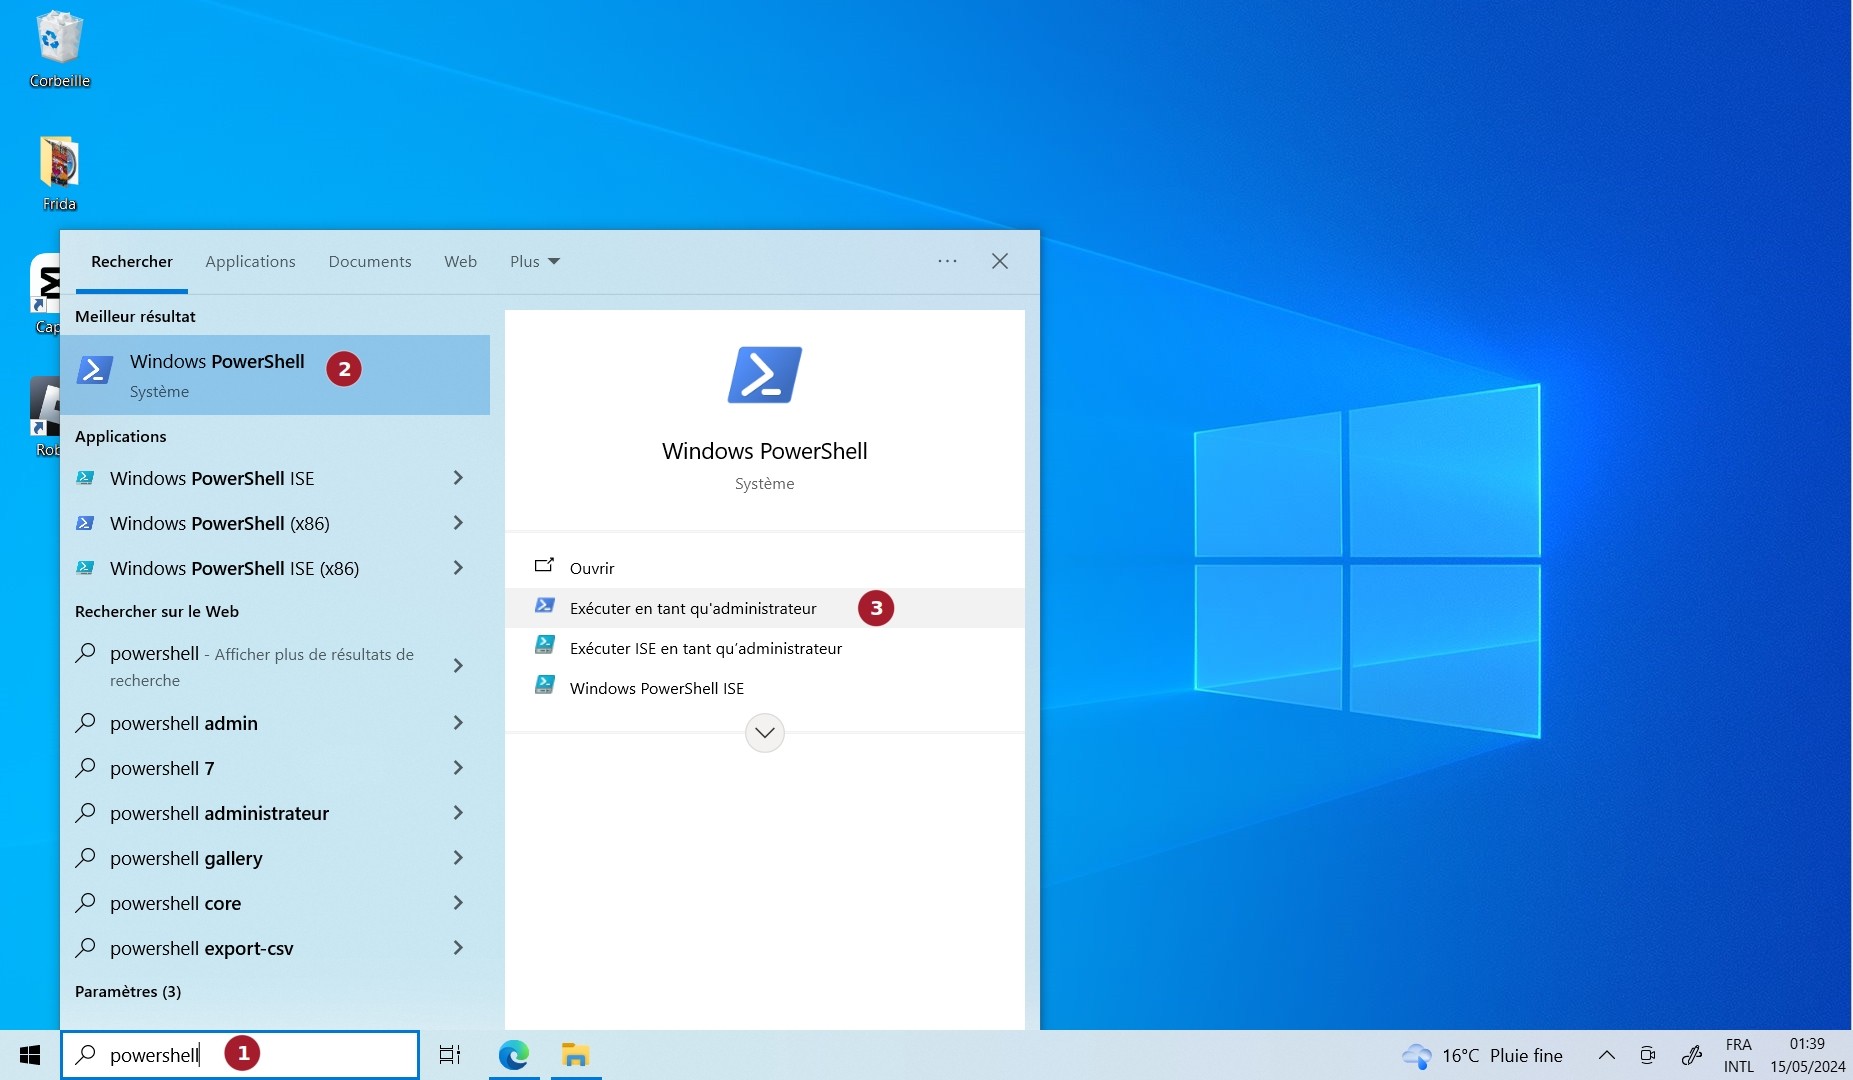 Corbeille
Frida
Cap
Rob
Rechercher
Applications
Documents
Web
Plus
Meilleur résultat
Windows PowerShell
Système
2
Applications
Windows PowerShell ISE
Windows PowerShell (x86)
Windows PowerShell ISE (x86)
Rechercher sur le Web
powershell - Afficher plus de résultats de
recherche
powershell admin
powershell 7
powershell administrateur
powershell gallery
powershell core
powershell export-csv
Paramètres (3)
Windows PowerShell
Système
Ouvrir
Exécuter en tant qu'administrateur
3
Exécuter ISE en tant qu’administrateur
Windows PowerShell ISE
powershell
1
16°C Pluie fine
FRA
INTL
01:39
15/05/2024